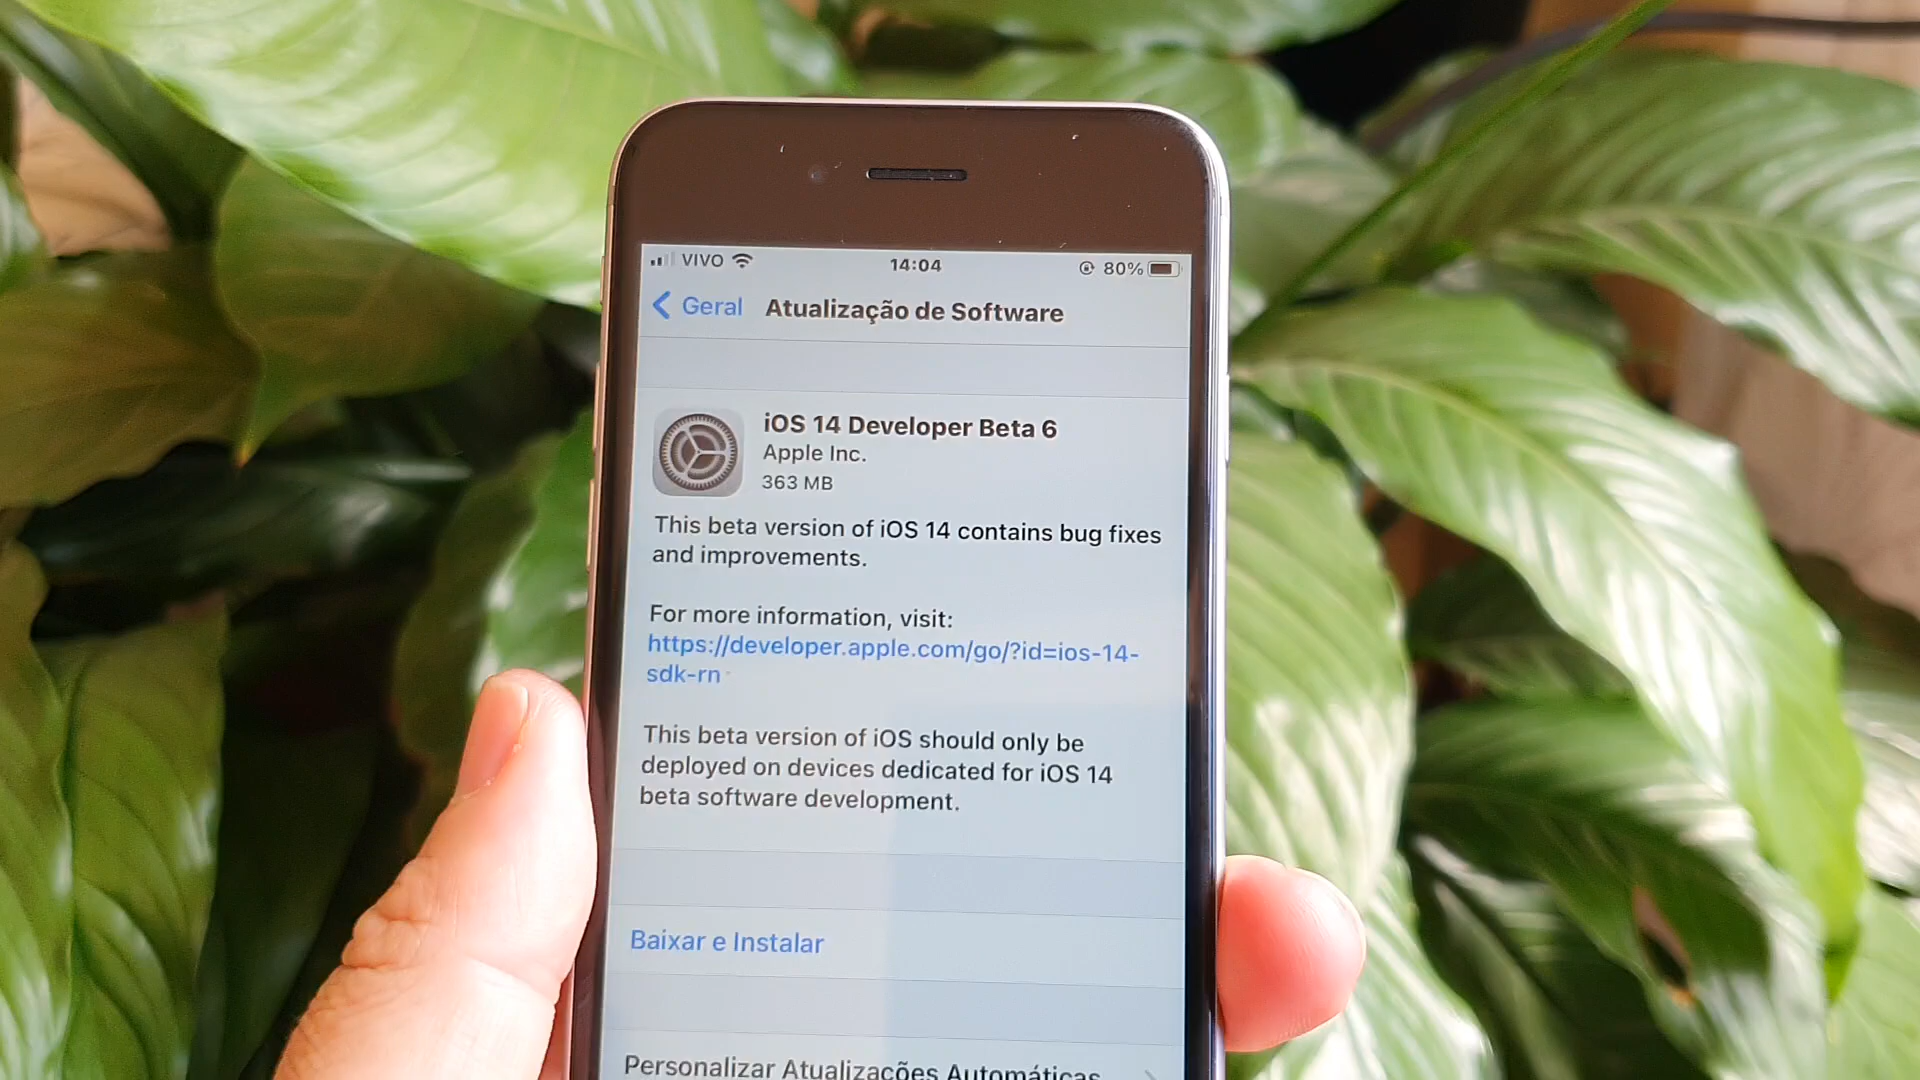 VIVO 14:04 80%
Geral Atualização de Software
iOS 14 Developer Beta 6
Apple Inc.
363 MB
This beta version of iOS 14 contains bug fixes
and improvements.
For more information, visit:
https://developer.apple.com/go/?id=ios-14-
sdk-rn
This beta version of iOS should only be
deployed on devices dedicated for iOS 14
beta software development.
Baixar e Instalar
Personalizar Atualizações Automáticas